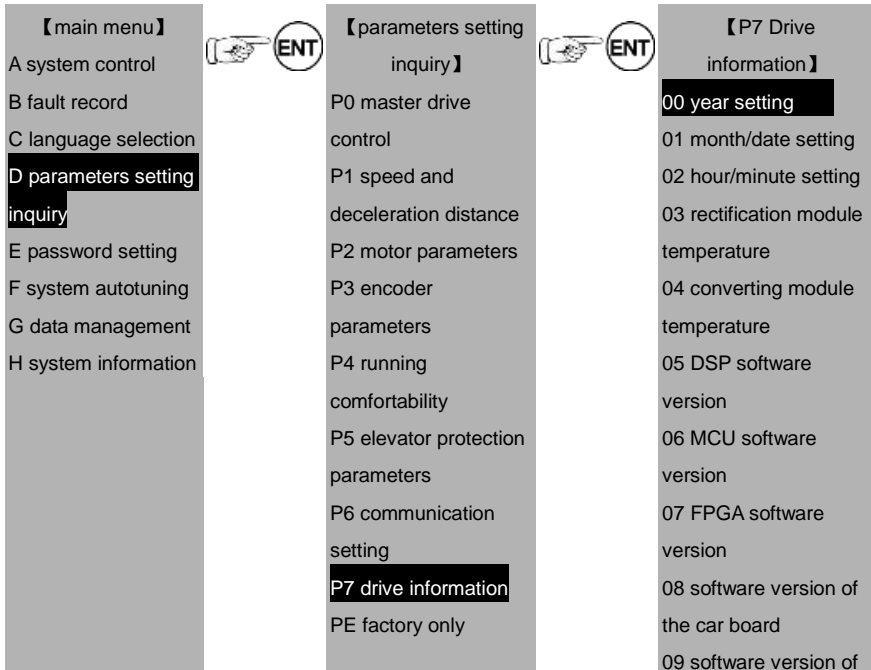 【main menu】
A system control
B fault record
C language selection
D parameters setting
inquiry
E password setting
F system autotuning
G data management
H system information
ENT
【parameters setting
inquiry】
P0 master drive
control
P1 speed and
deceleration distance
P2 motor parameters
P3 encoder
parameters
P4 running
comfortability
P5 elevator protection
parameters
P6 communication
setting
P7 drive information
PE factory only
ENT
【P7 Drive
information】
00 year setting
01 month/date setting
02 hour/minute setting
03 rectification module
temperature
04 converting module
temperature
05 DSP software
version
06 MCU software
version
07 FPGA software
version
08 software version of
the car board
09 software version of